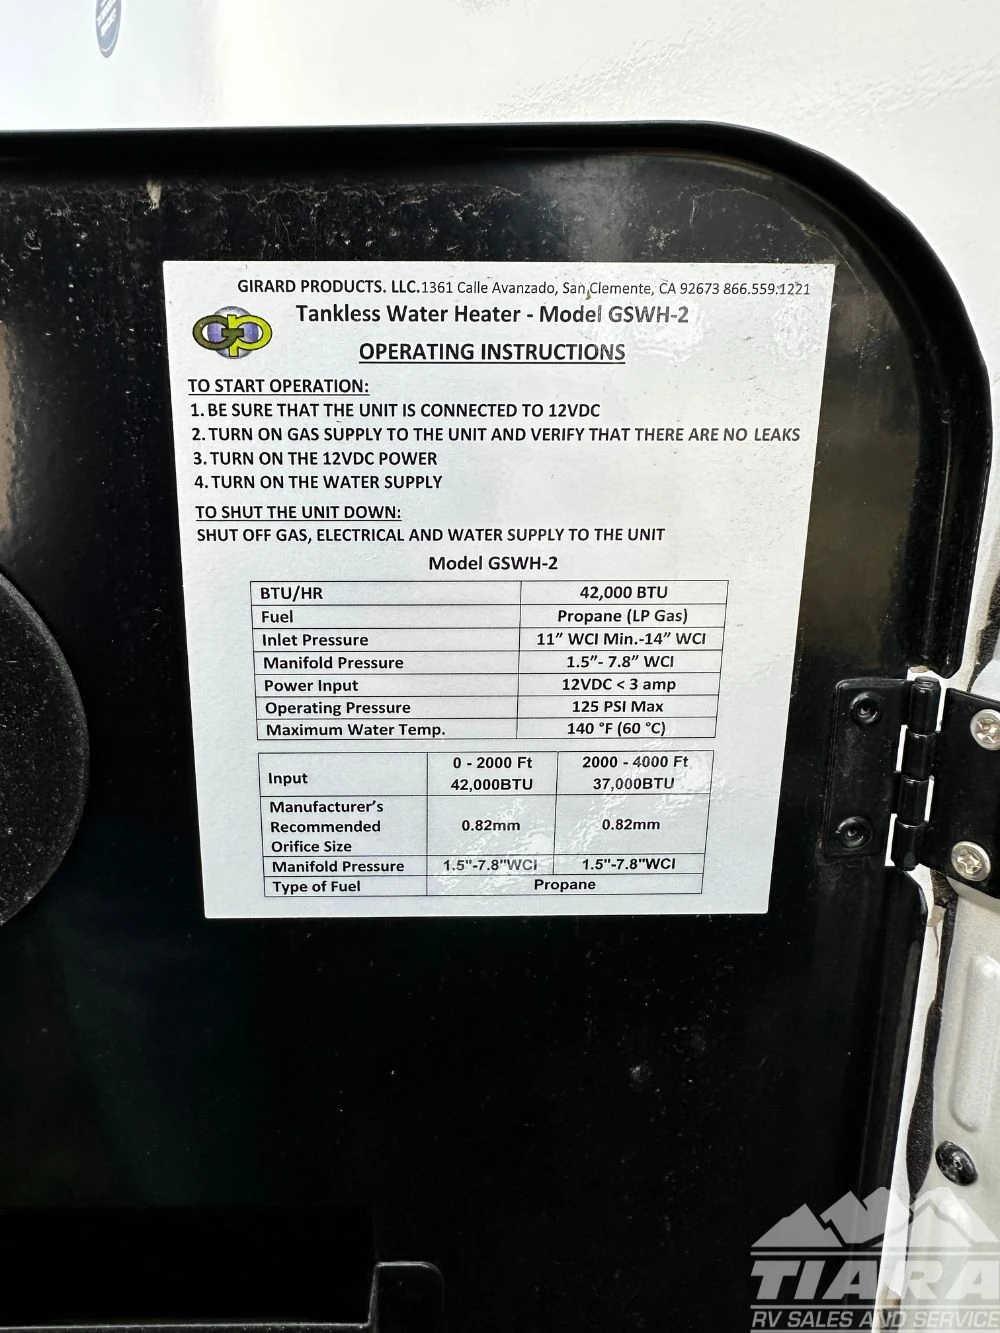 GIRARD PRODUCTS. LLC.1361 Calle Avanzado, San Clemente, CA 92673 866.559.1221
GP
Tankless Water Heater - Model GSWH-2
OPERATING INSTRUCTIONS
TO START OPERATION:
1. BE SURE THAT THE UNIT IS CONNECTED TO 12VDC
2. TURN ON GAS SUPPLY TO THE UNIT AND VERIFY THAT THERE ARE NO LEAKS
3. TURN ON THE 12VDC POWER
4. TURN ON THE WATER SUPPLY
TO SHUT THE UNIT DOWN:
SHUT OFF GAS, ELECTRICAL AND WATER SUPPLY TO THE UNIT
Model GSWH-2
BTU/HR 42,000 BTU
Fuel Propane (LP Gas)
Inlet Pressure 11” WCI Min.-14” WCI
Manifold Pressure 1.5”- 7.8” WCI
Power Input 12VDC < 3 amp
Operating Pressure 125 PSI Max
Maximum Water Temp. 140 °F (60 °C)
Input 0 - 2000 Ft 2000 - 4000 Ft
42,000BTU 37,000BTU
Manufacturer’s
Recommended 0.82mm 0.82mm
Orifice Size
Manifold Pressure 1.5"-7.8"WCI 1.5"-7.8"WCI
Type of Fuel Propane
TIARA
RV SALES AND SERVICE